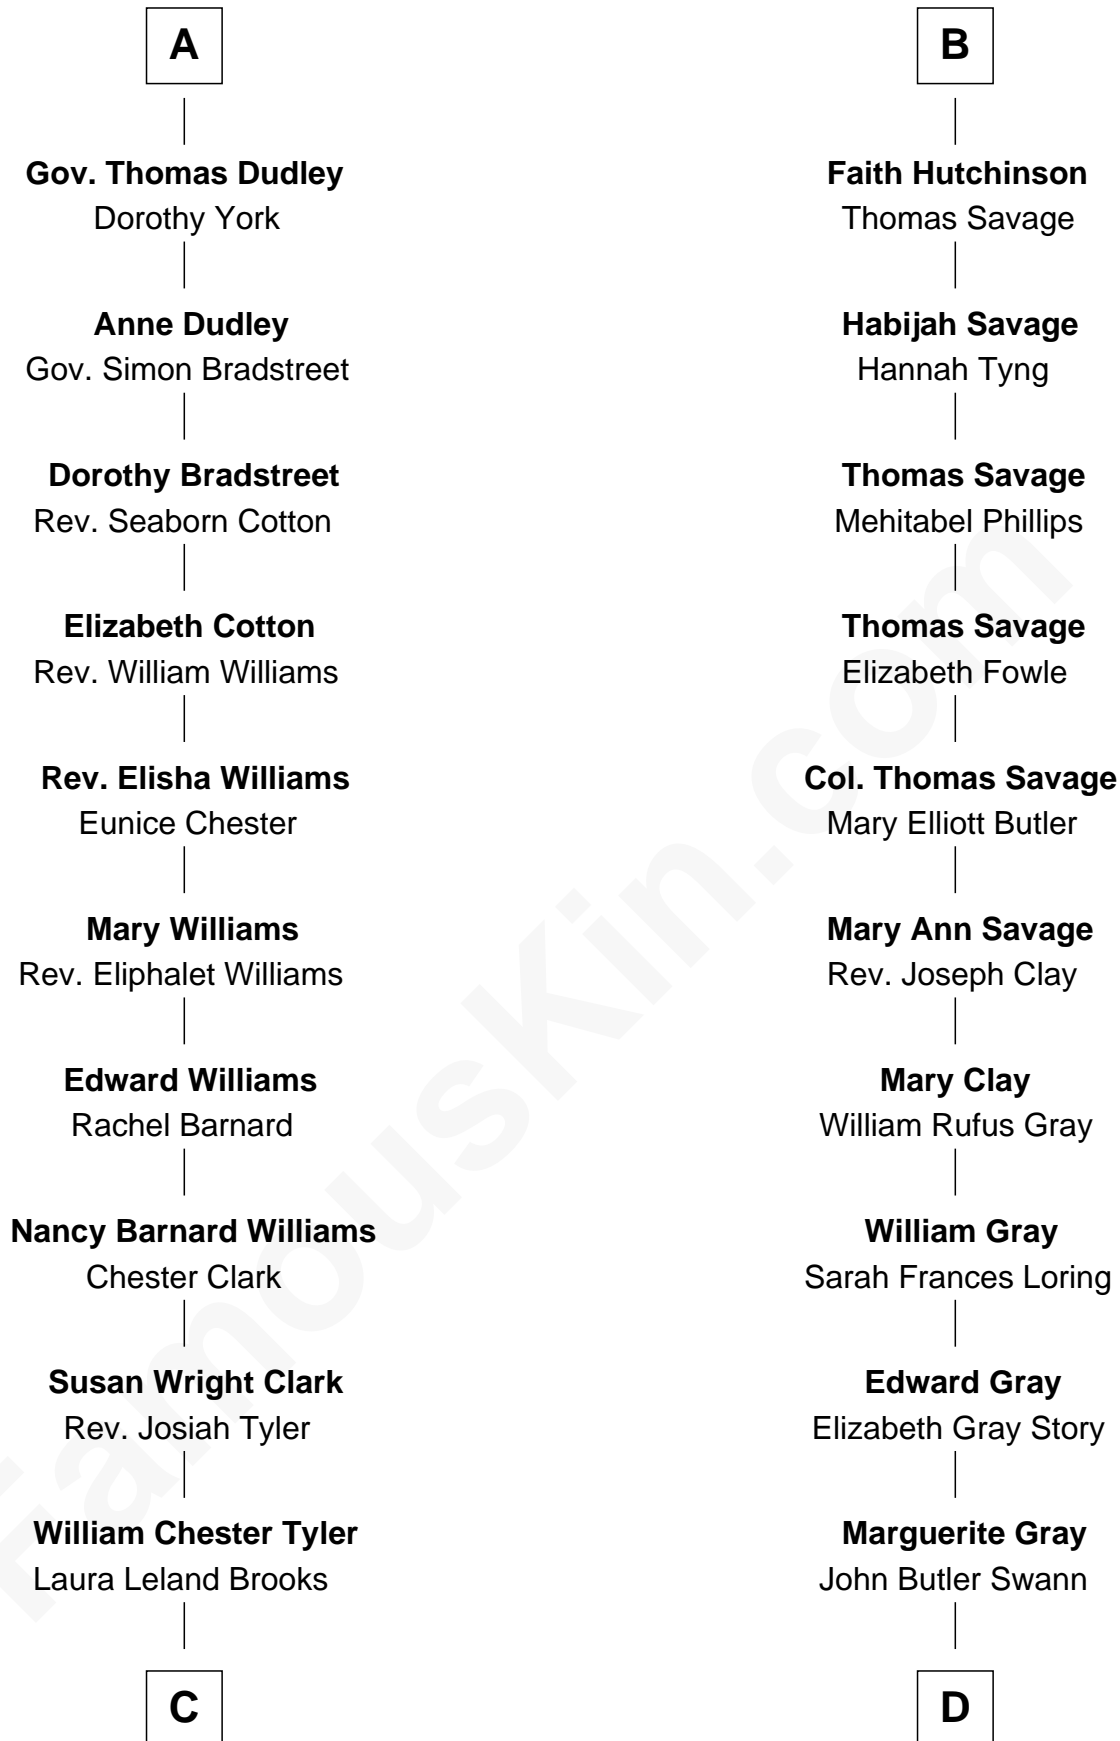 A
Gov. Thomas Dudley
Dorothy York
Anne Dudley
Gov. Simon Bradstreet
Dorothy Bradstreet
Rev. Seaborn Cotton
Elizabeth Cotton
Rev. William Williams
Rev. Elisha Williams
Eunice Chester
Mary Williams
Rev. Eliphalet Williams
Edward Williams
Rachel Barnard
Nancy Barnard Williams
Chester Clark
Susan Wright Clark
Rev. Josiah Tyler
William Chester Tyler
Laura Leland Brooks
C
B
Faith Hutchinson
Thomas Savage
Habijah Savage
Hannah Tyng
Thomas Savage
Mehitabel Phillips
Thomas Savage
Elizabeth Fowle
Col. Thomas Savage
Mary Elliott Butler
Mary Ann Savage
Rev. Joseph Clay
Mary Clay
William Rufus Gray
William Gray
Sarah Frances Loring
Edward Gray
Elizabeth Gray Story
Marguerite Gray
John Butler Swann
D
FamousKin.com